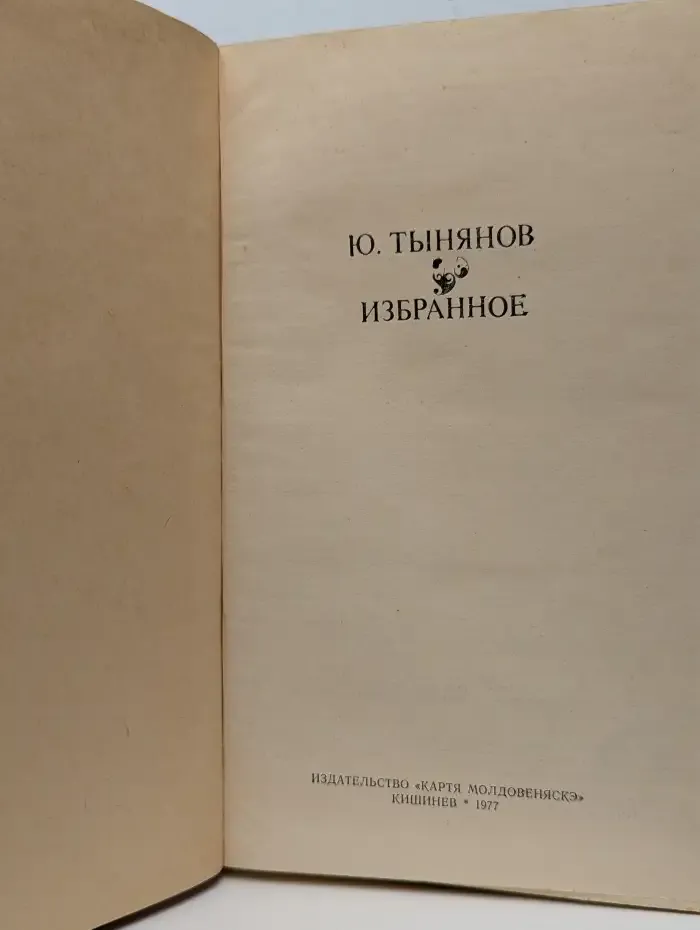 Ю. ТЫНЯНОВ
ИЗБРАННОЕ
ИЗДАТЕЛЬСТВО «КАРТЯ МОЛДОВЕНЯСКЭ»
КИШИНЕВ * 1977